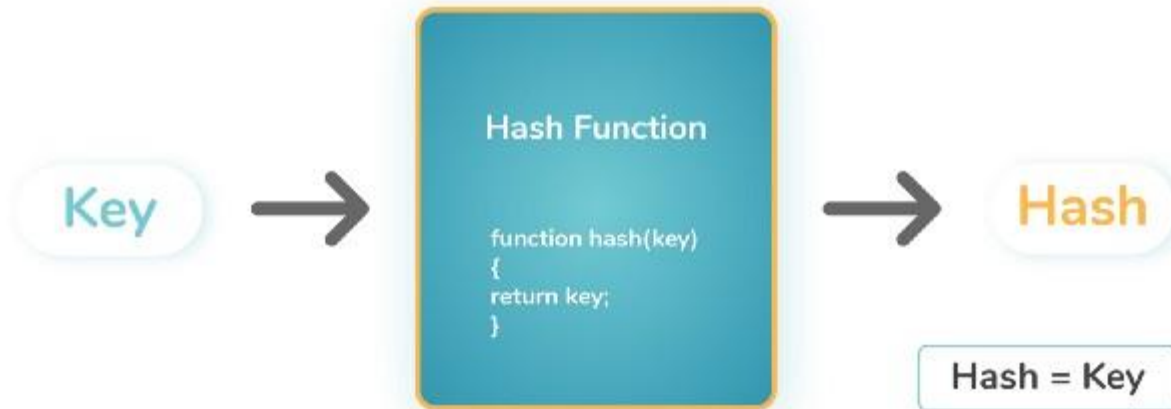 Key
Hash Function
function hash(key)
{
return key;
}
Hash
Hash = Key